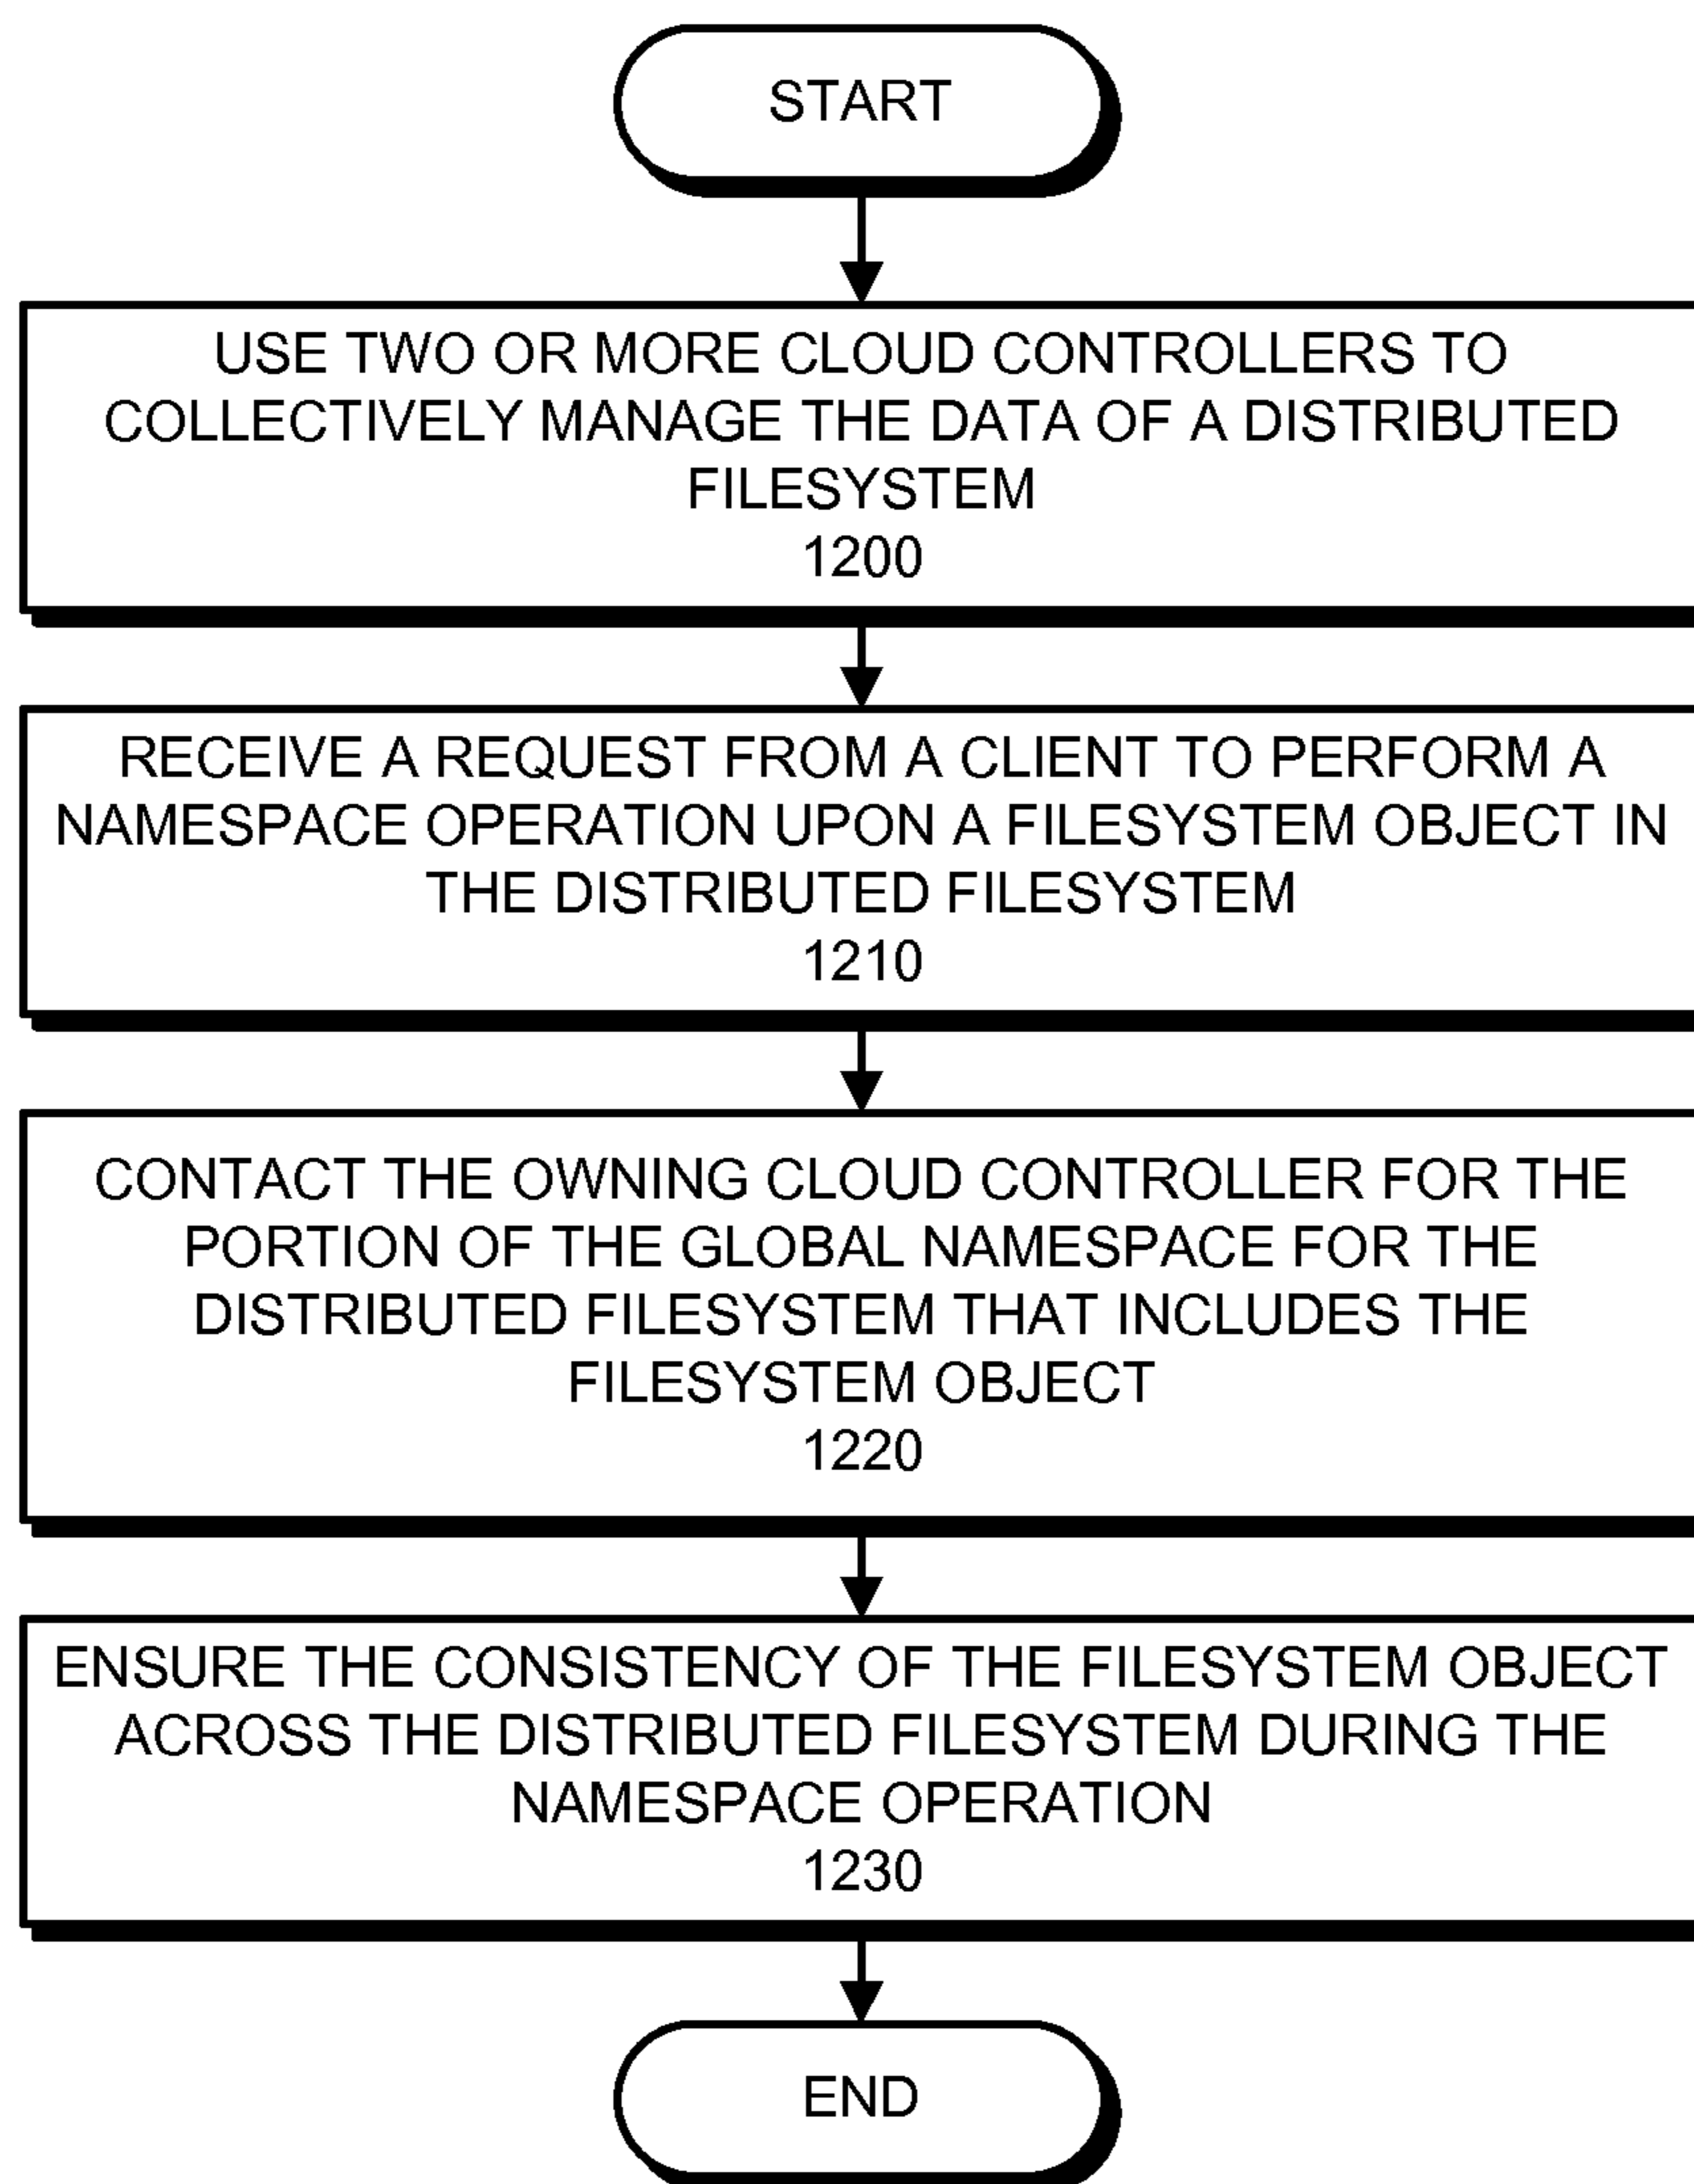 START
USE TWO OR MORE CLOUD CONTROLLERS TO
COLLECTIVELY MANAGE THE DATA OF A DISTRIBUTED
FILESYSTEM
1200
RECEIVE A REQUEST FROM A CLIENT TO PERFORM A
NAMESPACE OPERATION UPON A FILESYSTEM OBJECT IN
THE DISTRIBUTED FILESYSTEM
1210
CONTACT THE OWNING CLOUD CONTROLLER FOR THE
PORTION OF THE GLOBAL NAMESPACE FOR THE
DISTRIBUTED FILESYSTEM THAT INCLUDES THE
FILESYSTEM OBJECT
1220
ENSURE THE CONSISTENCY OF THE FILESYSTEM OBJECT
ACROSS THE DISTRIBUTED FILESYSTEM DURING THE
NAMESPACE OPERATION
1230
END